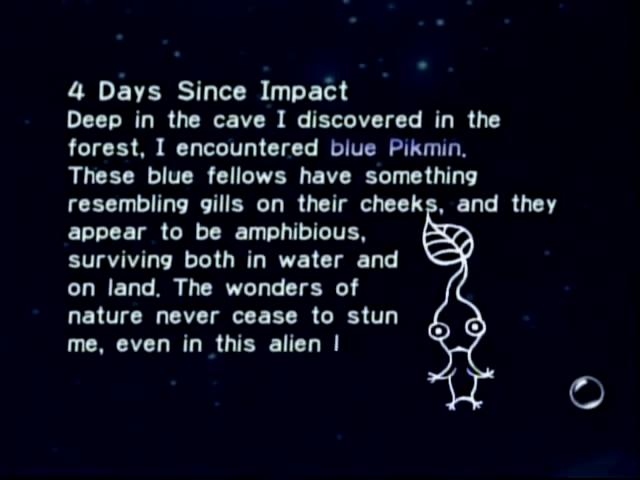 4 Days Since Impact
Deep in the cave I discovered in the
forest, I encountered blue Pikmin.
These blue fellows have something
resembling gills on their cheeks, and they
appear to be amphibious,
surviving both in water and
on land. The wonders of
nature never cease to stun
me, even in this alien l